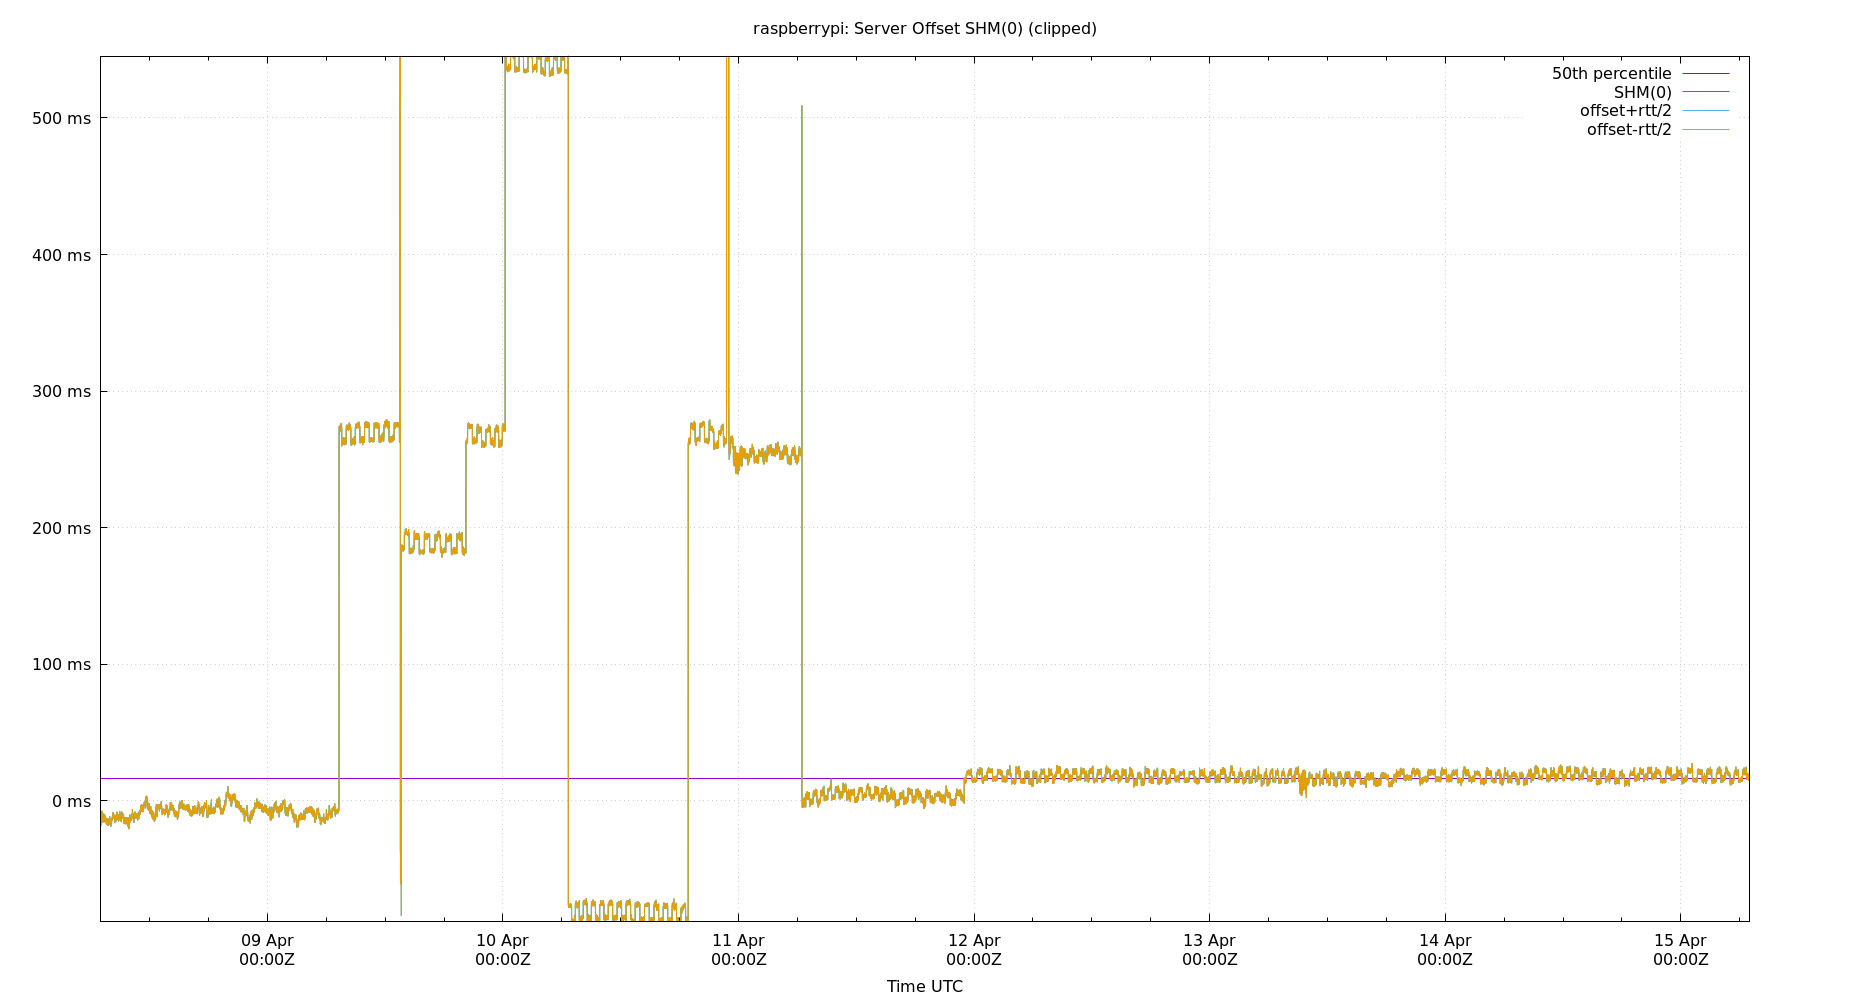 raspberrypi: Server Offset SHM(0) (clipped)
50th percentile
SHM(0)
offset+rtt/2
offset-rtt/2
500 ms
400 ms
300 ms
200 ms
100 ms
0 ms
09 Apr 10 Apr 11 Apr 12 Apr 13 Apr 14 Apr 15 Apr
00:00Z 00:00Z 00:00Z 00:00Z 00:00Z 00:00Z 00:00Z
Time UTC